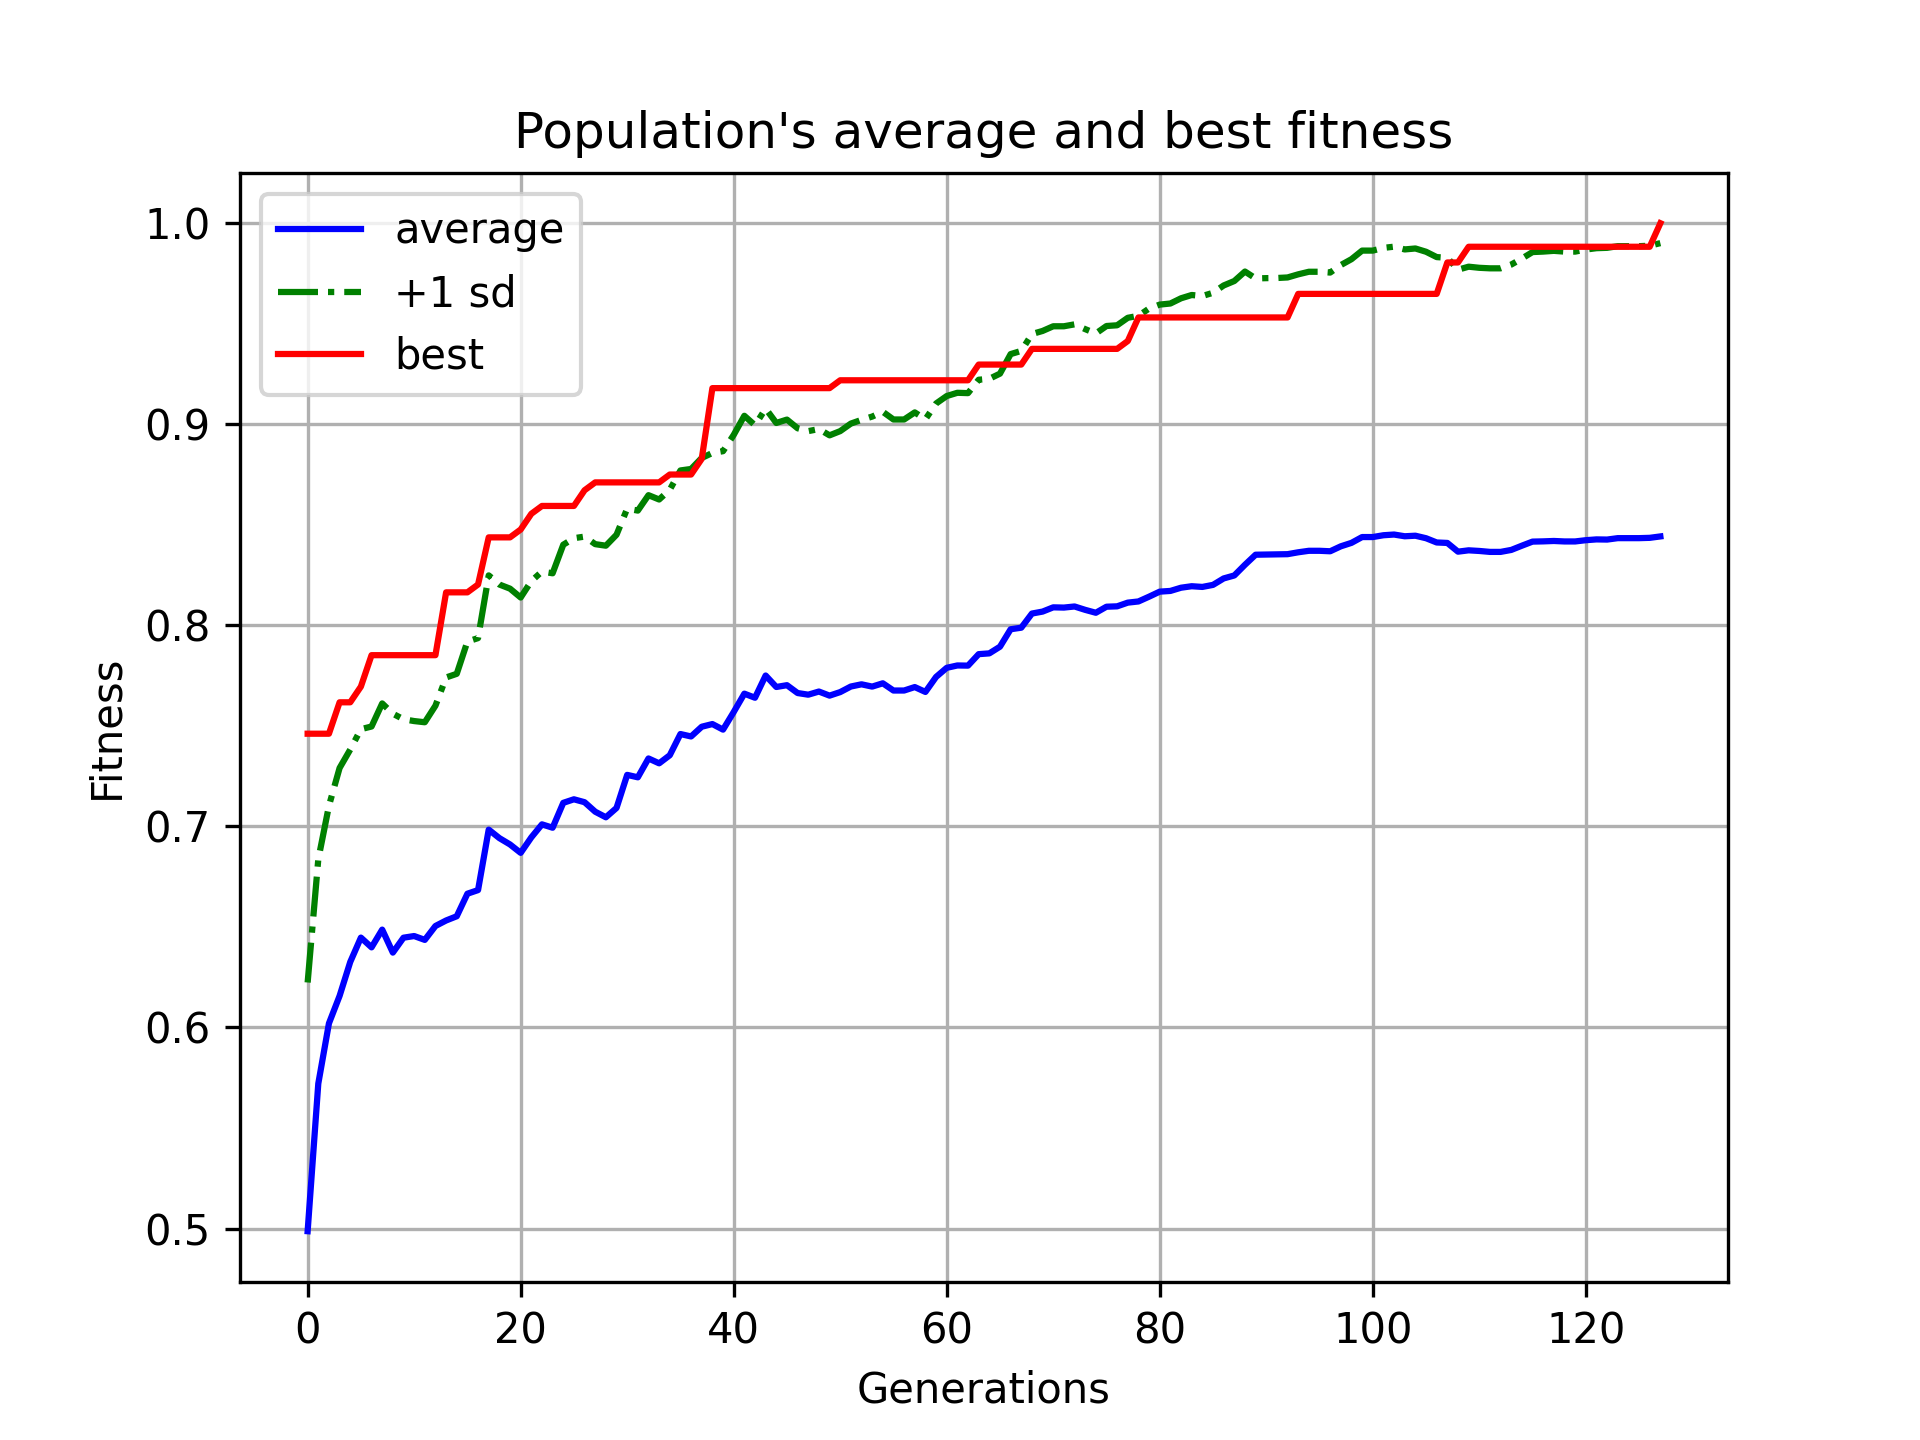 Population's average and best fitness
average
+1 sd
best
1.0
0.9
0.8
0.7
0.6
0.5
Fitness
0 20 40 60 80 100 120
Generations